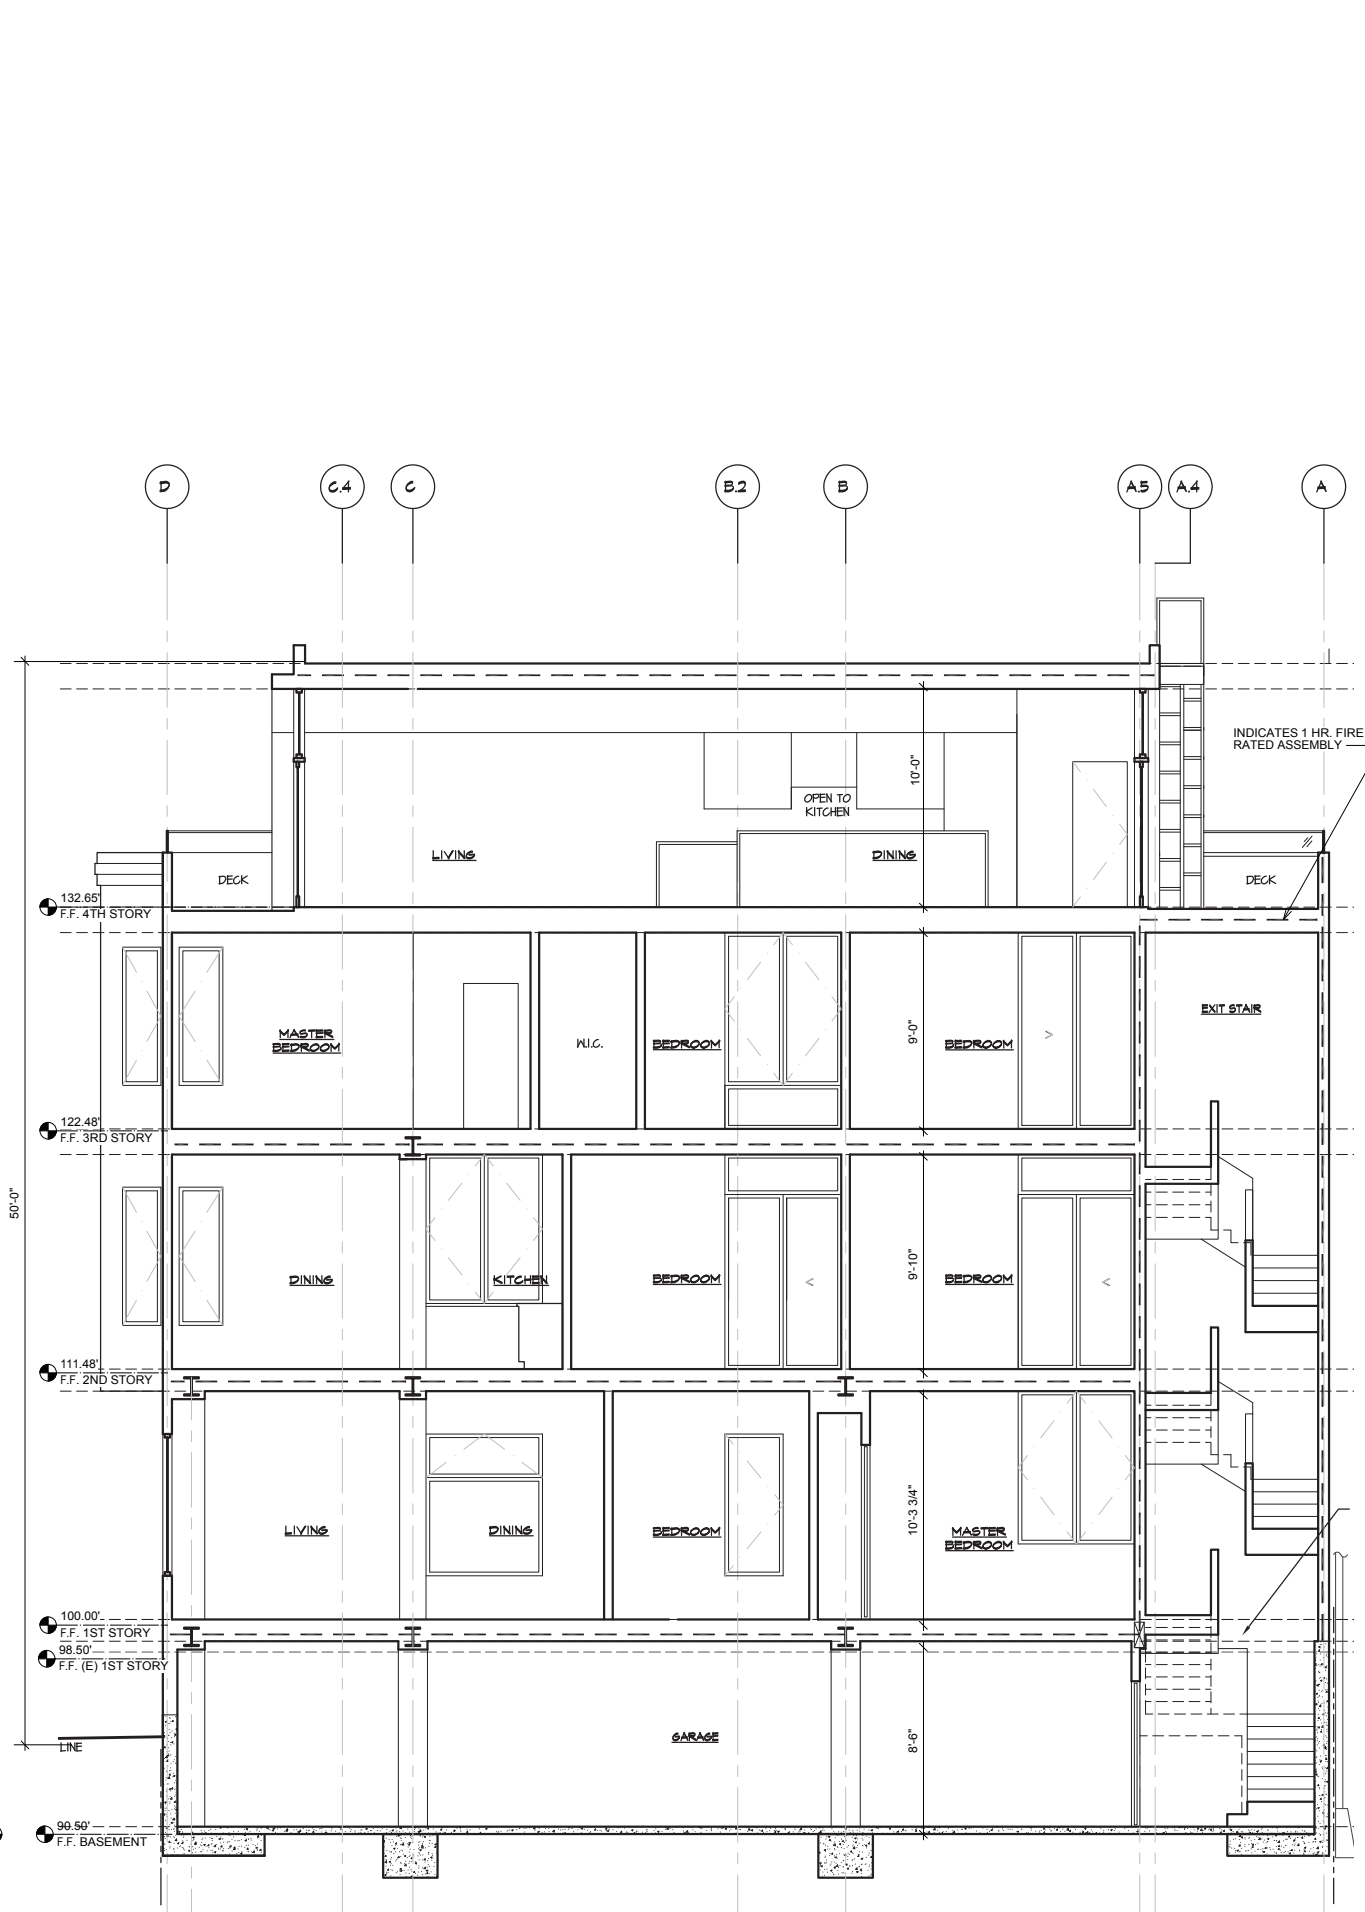 D
C.4
C
B.2
B
A.5
A.4
A
INDICATES 1 HR. FIRE
RATED ASSEMBLY
10'-0"
OPEN TO
KITCHEN
LIVING
DINING
DECK
DECK
132.65'
F.F. 4TH STORY
EXIT STAIR
MASTER
BEDROOM
W.I.C.
BEDROOM
9'-0"
BEDROOM
122.48'
F.F. 3RD STORY
50'-0"
DINING
KITCHEN
BEDROOM
9'-10"
BEDROOM
111.48'
F.F. 2ND STORY
LIVING
DINING
BEDROOM
10'-3 3/4"
MASTER
BEDROOM
100.00'
F.F. 1ST STORY
98.50'
F.F. (E) 1ST STORY
GARAGE
8'-6"
LINE
90.50'
F.F. BASEMENT